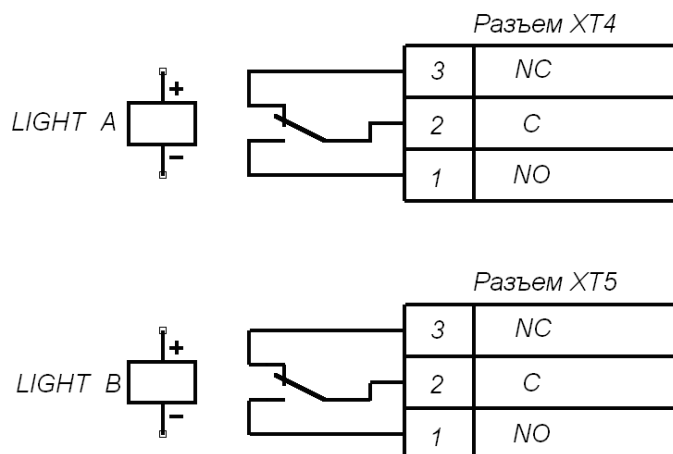 Разъем XT4
3 NC
+
LIGHT A
2 C
–
1 NO
Разъем XT5
3 NC
+
LIGHT B
2 C
–
1 NO